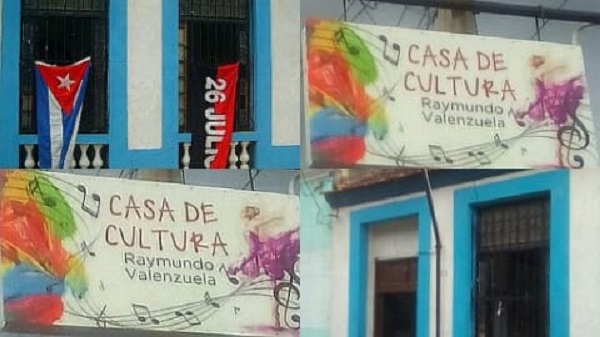 26 JULIO
CASA DE
CULTURA
Raymundo
Valenzuela
CASA DE
CULTURA
Raymundo
Valenzuela